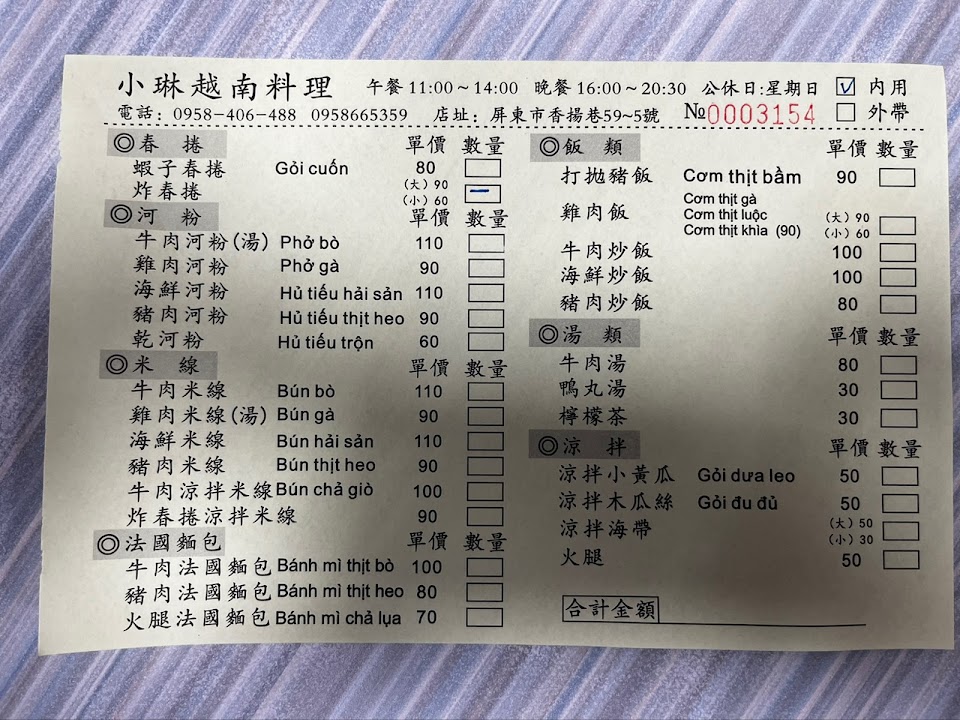 小琳越南料理 午餐 11:00～14:00 晚餐 16:00～20:30 公休日:星期日 ☑ 內用
電話：0958-406-488 0958665359 店址：屏東市香揚巷59~5號 №0003154 □ 外帶
◎春捲 單價 數量
蝦子春捲 Gỏi cuốn 80
炸春捲 (大) 90 (小) 60 一
◎河粉 單價 數量
牛肉河粉(湯) Phở bò 110
雞肉河粉 Phở gà 90
海鮮河粉 Hủ tiếu hải sản 110
豬肉河粉 Hủ tiếu thịt heo 90
乾河粉 Hủ tiếu trộn 60
◎米線 單價 數量
牛肉米線 Bún bò 110
雞肉米線(湯) Bún gà 90
海鮮米線 Bún hải sản 110
豬肉米線 Bún thịt heo 90
牛肉涼拌米線 Bún chả giò 100
炸春捲涼拌米線 90
◎法國麵包 單價 數量
牛肉法國麵包 Bánh mì thịt bò 100
豬肉法國麵包 Bánh mì thịt heo 80
火腿法國麵包 Bánh mì chả lụa 70
◎飯類 單價 數量
打拋豬飯 Cơm thịt bầm 90
雞肉飯 Cơm thịt gà
Cơm thịt luộc (大) 90
Cơm thịt khìa (90) (小) 60
牛肉炒飯 100
海鮮炒飯 100
豬肉炒飯 80
◎湯類 單價 數量
牛肉湯 80
鴨丸湯 30
檸檬茶 30
◎涼拌 單價 數量
涼拌小黃瓜 Gỏi dưa leo 50
涼拌木瓜絲 Gỏi đu đủ 50
涼拌海帶 (大) 50 (小) 30
火腿 50
合計金額